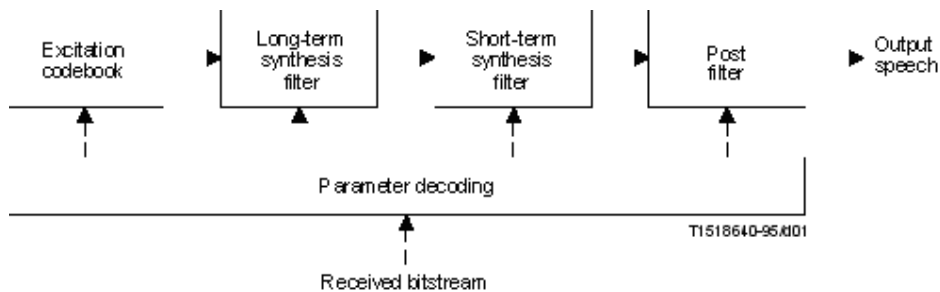 Excitation
codebook
Long-term
synthesis
filter
Short-term
synthesis
filter
Post
filter
Output
speech
Parameter decoding
T1518640-95/d01
Received bitstream